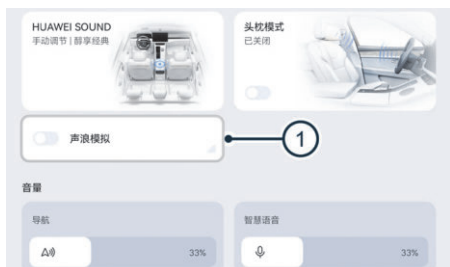 HUAWEI SOUND
手动调节 | 醇享经典
头枕模式
已关闭
声浪模拟
1
音量
导航
智慧语音
33%
33%